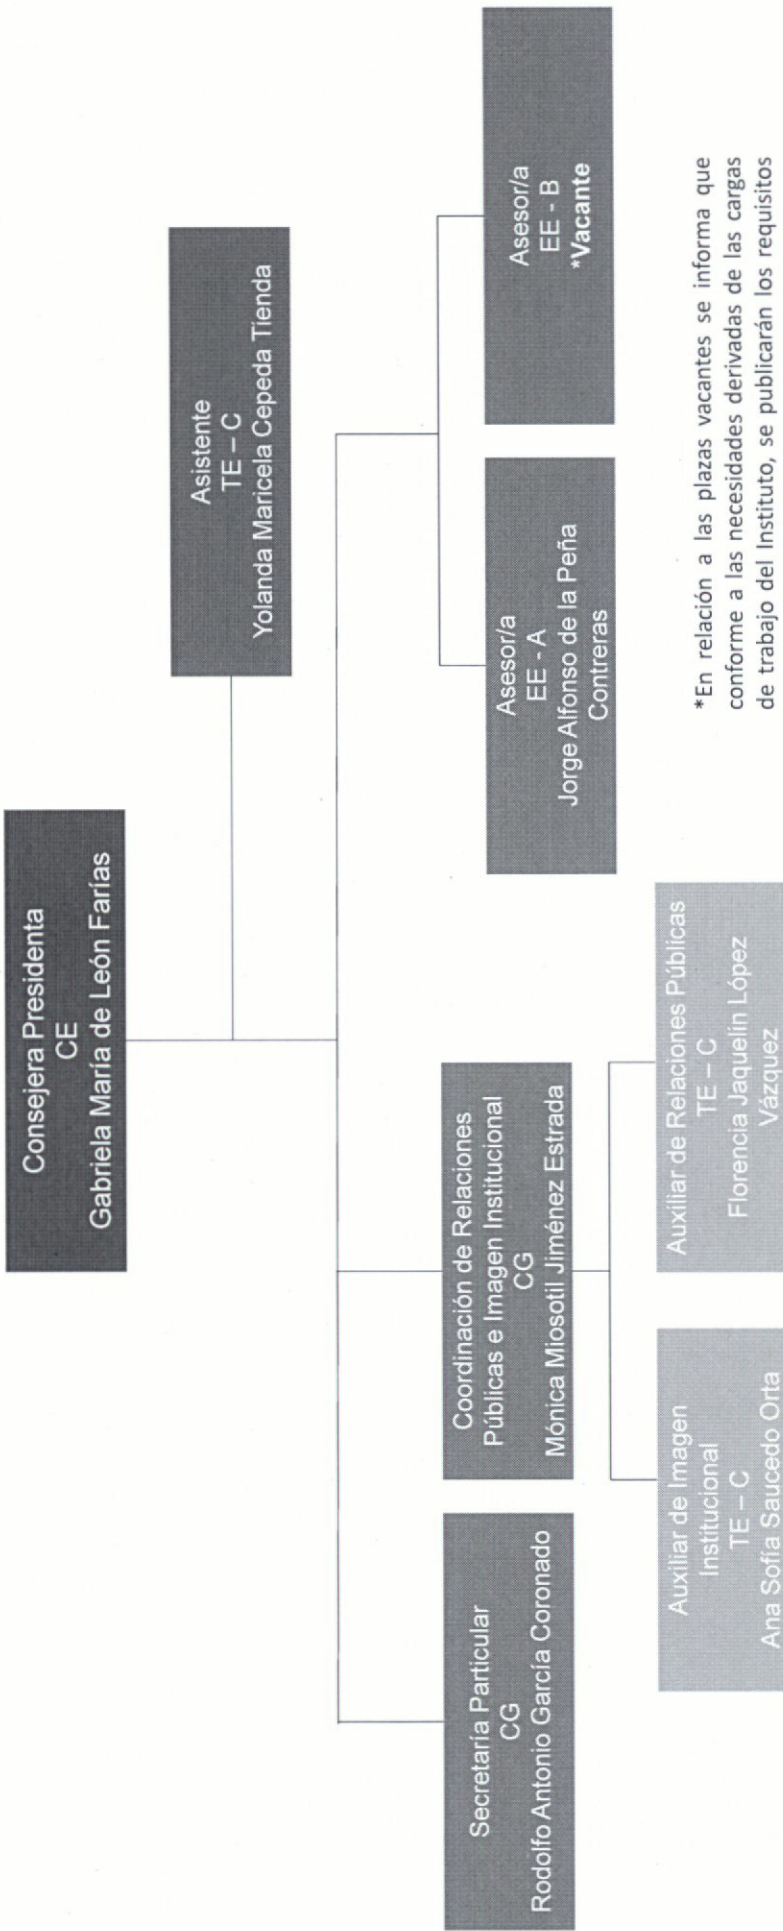 Consejera Presidenta
CE
Gabriela María de León Farías
Asistente
TE – C
Yolanda Maricela Cepeda Tienda
Secretaría Particular
CG
Rodolfo Antonio García Coronado
Coordinación de Relaciones
Públicas e Imagen Institucional
CG
Mónica Miosotil Jiménez Estrada
Asesor/a
EE - A
Jorge Alfonso de la Peña
Contreras
Asesor/a
EE - B
*Vacante
Auxiliar de Imagen
Institucional
TE – C
Ana Sofía Saucedo Orta
Auxiliar de Relaciones Públicas
TE – C
Florencia Jaquelin López
Vázquez
*En relación a las plazas vacantes se informa que
conforme a las necesidades derivadas de las cargas
de trabajo del Instituto, se publicarán los requisitos